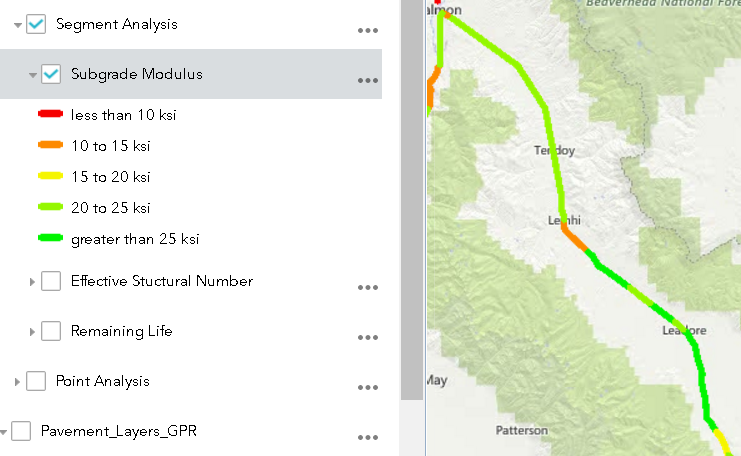 Segment Analysis
Subgrade Modulus
less than 10 ksi
10 to 15 ksi
15 to 20 ksi
20 to 25 ksi
greater than 25 ksi
Effective Stuctural Number
Remaining Life
Point Analysis
Pavement_Layers_GPR
almon
Beaverhead National Fore
Tendoy
Lemhi
Leadore
May
Patterson